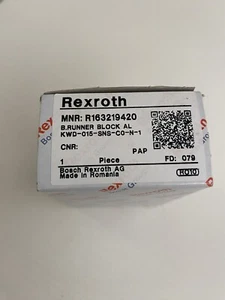 Rexroth
MNR: R163219420
B.RUNNER BLOCK AL
KWD-015-SNS-C0-N-1
CNR:
PAP
1 Piece FD: 079
Bosch Rexroth AG
Made in Romania